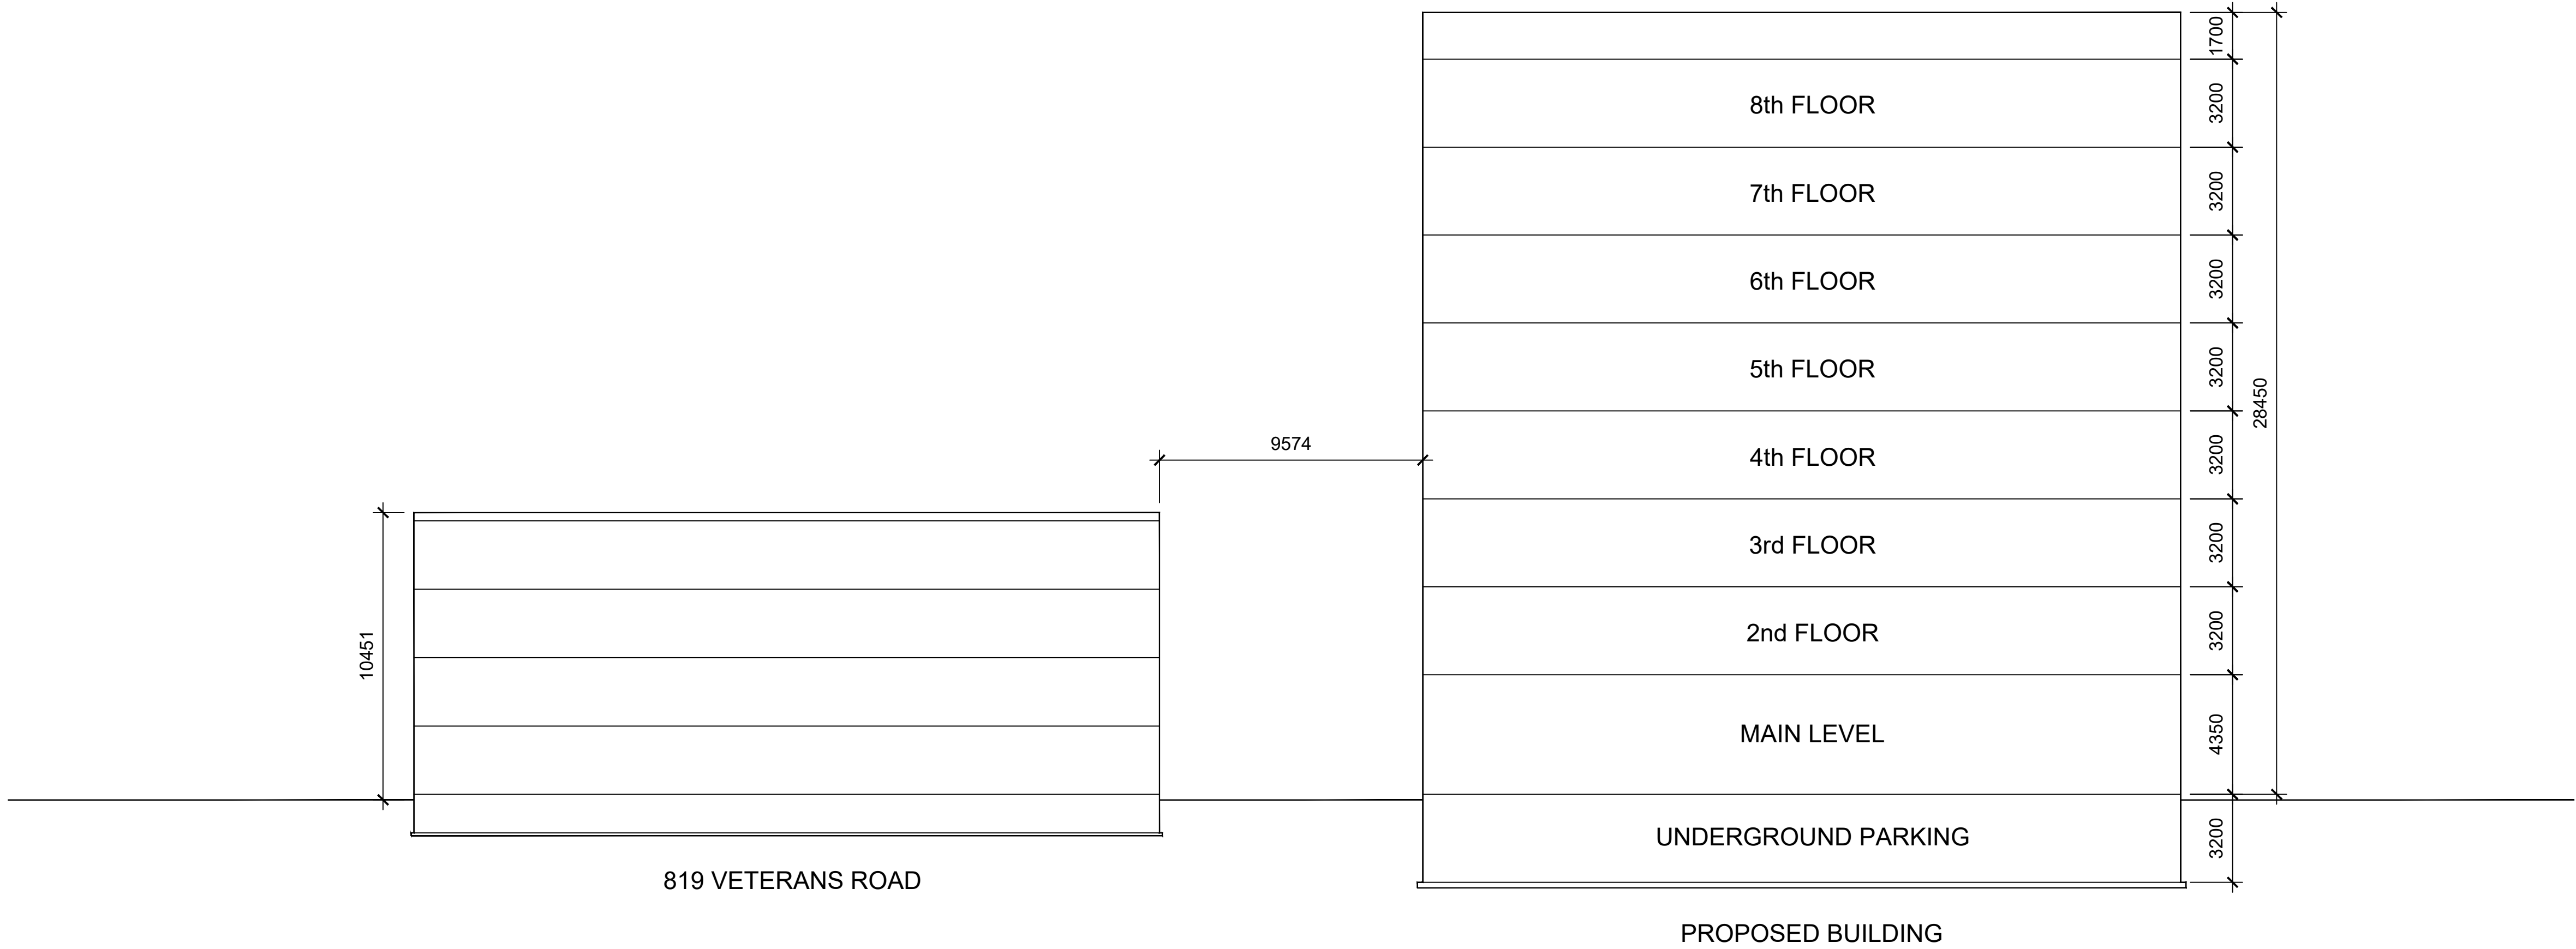 1700
8th FLOOR
3200
7th FLOOR
3200
6th FLOOR
3200
5th FLOOR
3200
28450
9574
4th FLOOR
3200
3rd FLOOR
3200
2nd FLOOR
3200
10451
MAIN LEVEL
4350
UNDERGROUND PARKING
3200
819 VETERANS ROAD
PROPOSED BUILDING